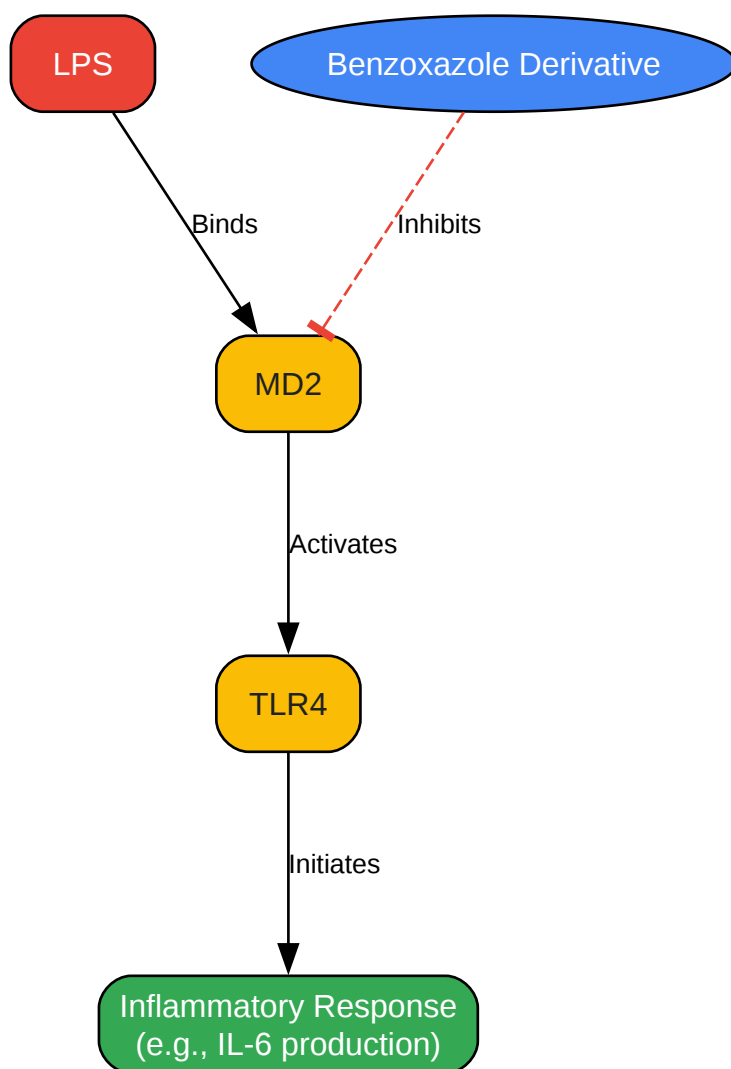 LPS
Benzoxazole Derivative
Binds
Inhibits
MD2
Activates
TLR4
Initiates
Inflammatory Response
(e.g., IL-6 production)